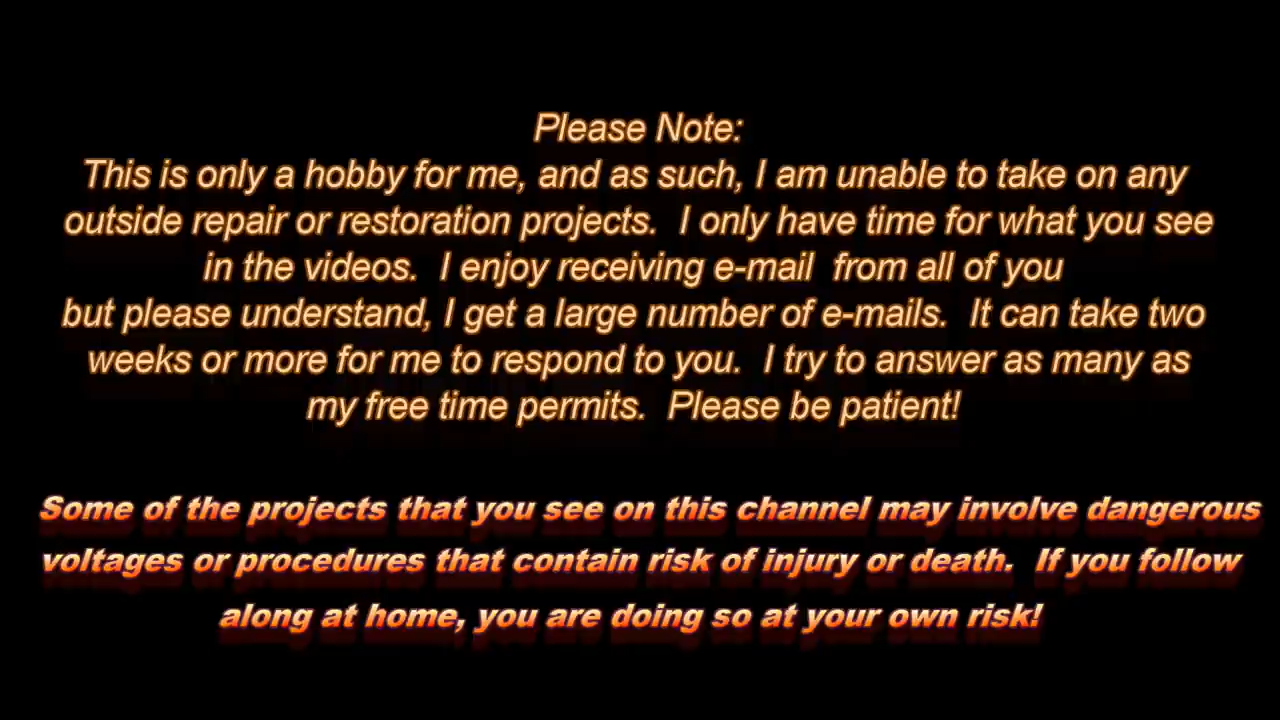 Please Note:
This is only a hobby for me, and as such, I am unable to take on any
outside repair or restoration projects.  I only have time for what you see
in the videos.  I enjoy receiving e-mail  from all of you
but please understand, I get a large number of e-mails.  It can take two
weeks or more for me to respond to you.  I try to answer as many as
my free time permits.  Please be patient!
Some of the projects that you see on this channel may involve dangerous
voltages or procedures that contain risk of injury or death.  If you follow
along at home, you are doing so at your own risk!